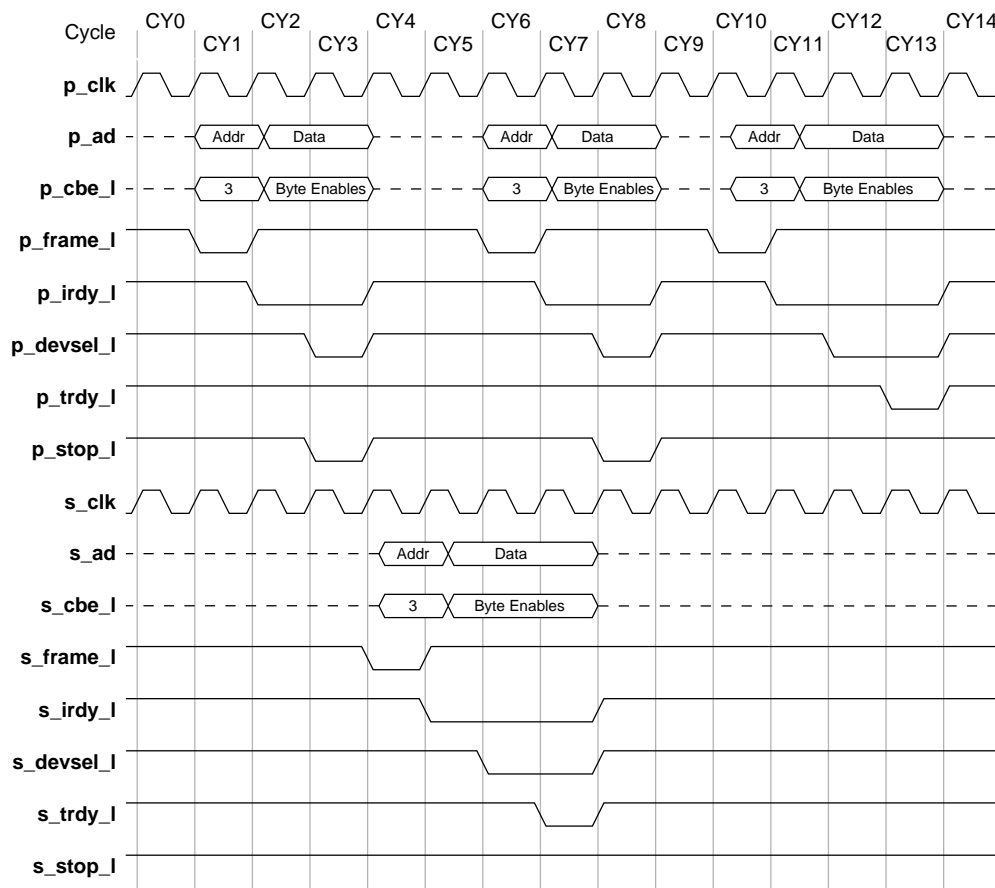 CY0 CY2 CY4 CY6 CY8 CY10 CY12 CY14
Cycle
CY1 CY3 CY5 CY7 CY9 CY11 CY13
p_clk
p_ad Addr Data Addr Data Addr Data
p_cbe_l 3 Byte Enables 3 Byte Enables 3 Byte Enables
p_frame_l
p_irdy_l
p_devsel_l
p_trdy_l
p_stop_l
s_clk
s_ad Addr Data
s_cbe_l 3 Byte Enables
s_frame_l
s_irdy_l
s_devsel_l
s_trdy_l
s_stop_l